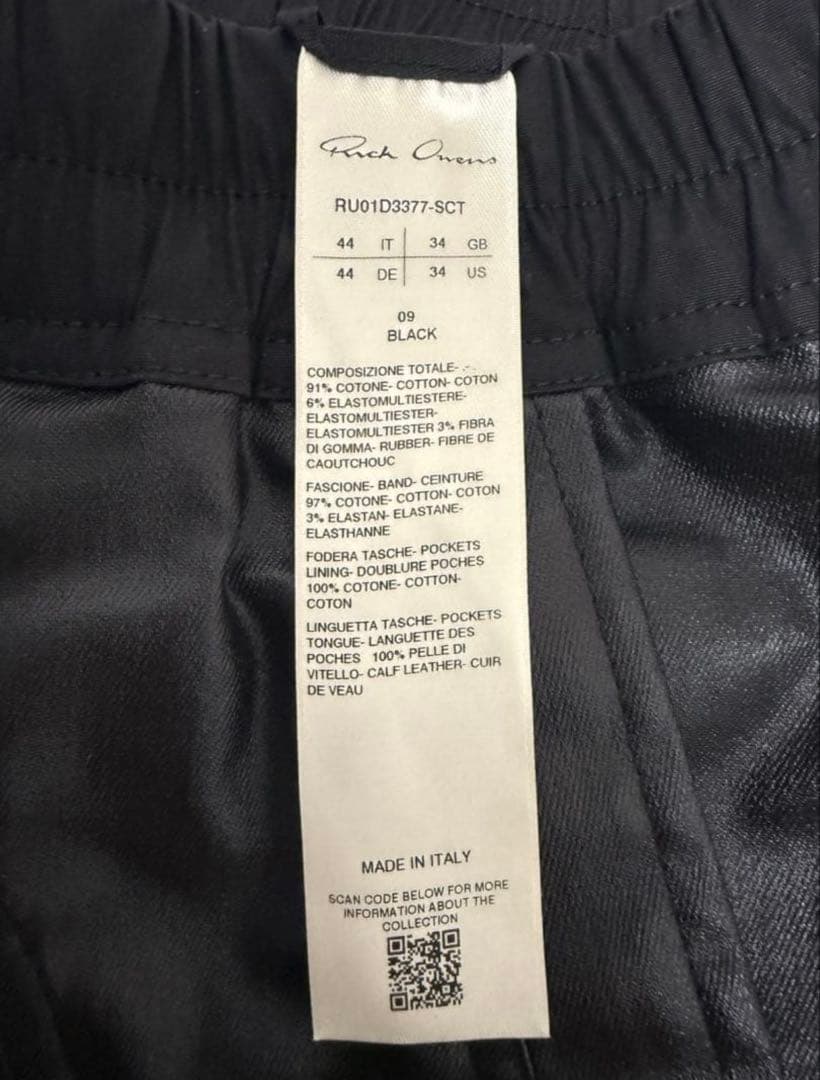 Rick Owens
RU01D3377-SCT
44 IT 34 GB
44 DE 34 US
09
BLACK
COMPOSIZIONE TOTALE-
91% COTONE- COTTON- COTON
6% ELASTOMULTIESTERE-
ELASTOMULTIESTER-
ELASTOMULTIESTER 3% FIBRA
DI GOMMA- RUBBER- FIBRE DE
CAOUTCHOUC
FASCIONE- BAND- CEINTURE
97% COTONE- COTTON- COTON
3% ELASTAN- ELASTANE-
ELASTHANNE
FODERA TASCHE- POCKETS
LINING- DOUBLURE POCHES
100% COTONE- COTTON-
COTON
LINGUETTA TASCHE- POCKETS
TONGUE- LANGUETTE DES
POCHES 100% PELLE DI
VITELLO- CALF LEATHER- CUIR
DE VEAU
MADE IN ITALY
SCAN CODE BELOW FOR MORE
INFORMATION ABOUT THE
COLLECTION